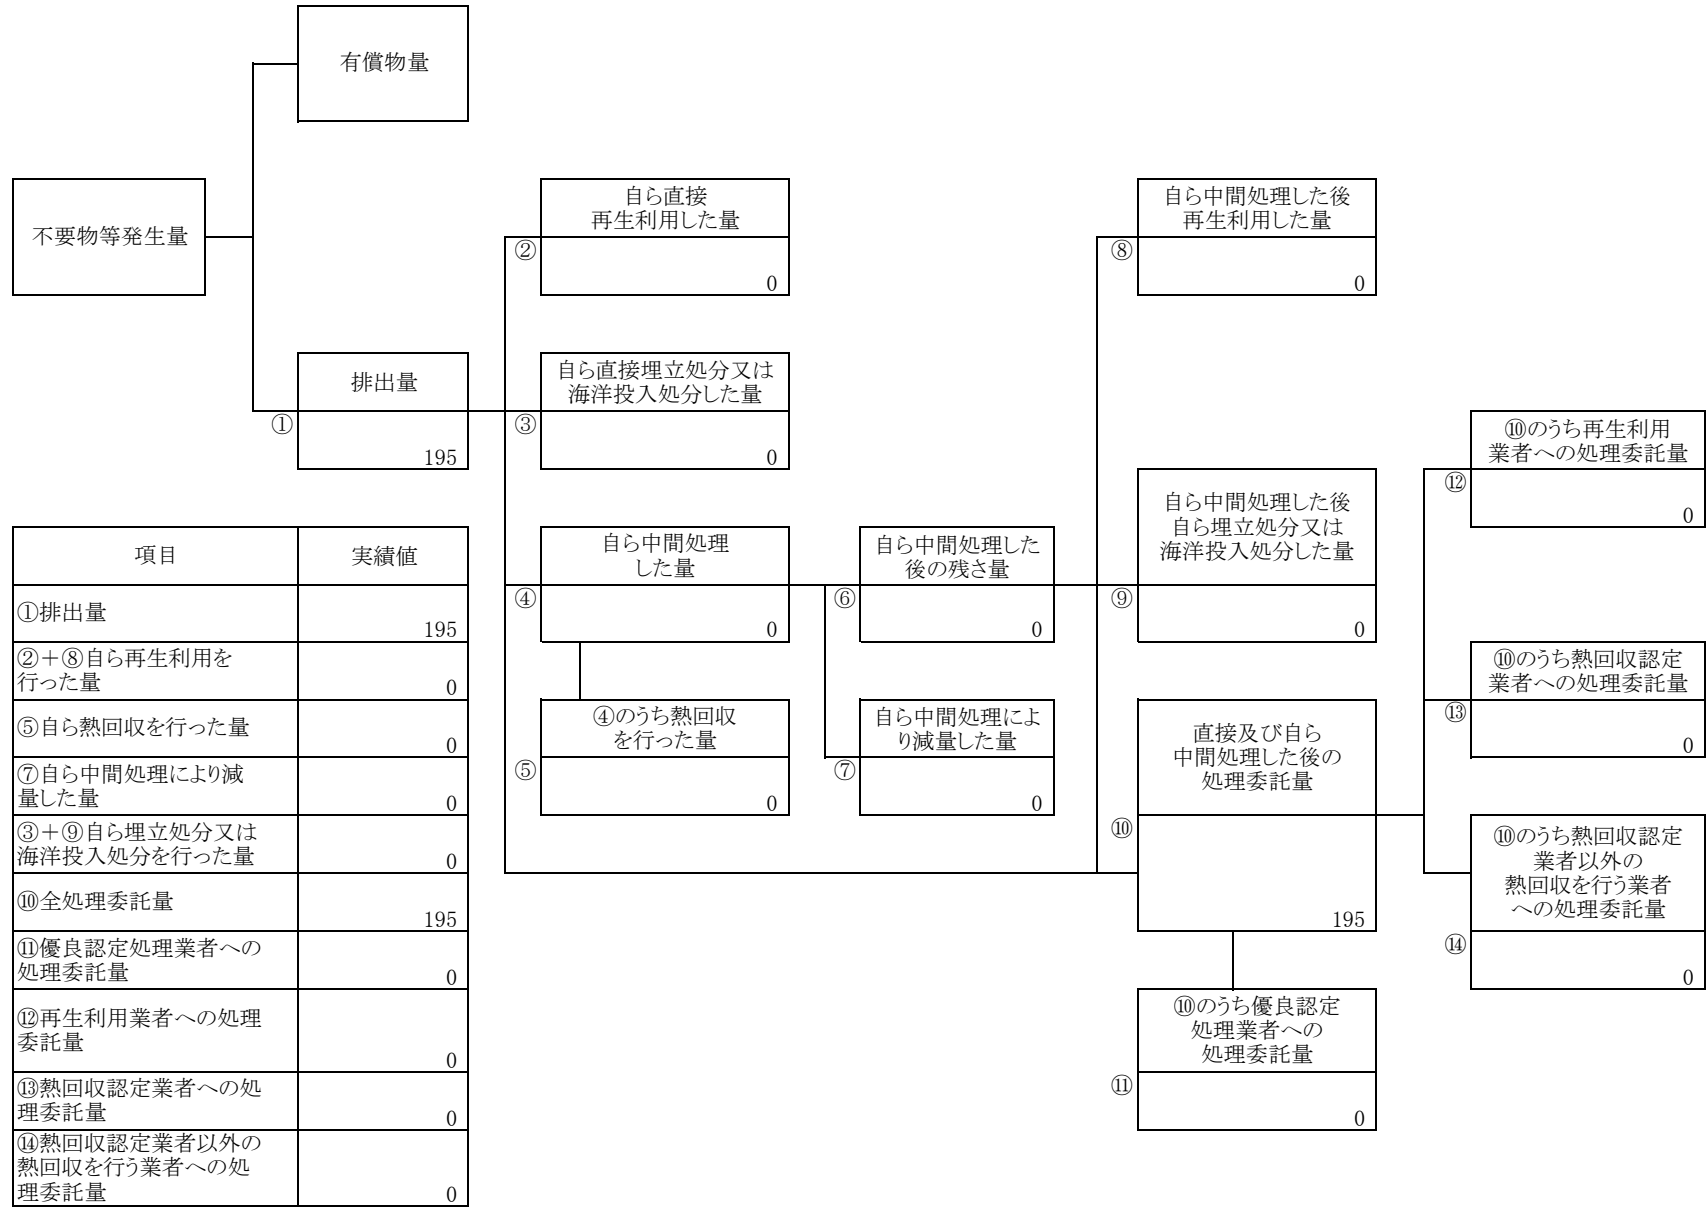 有償物量
不要物等発生量
自ら直接
再生利用した量
②
0
自ら中間処理した後
再生利用した量
⑧
0
排出量
①
195
自ら直接埋立処分又は
海洋投入処分した量
③
0
⑩のうち再生利用
業者への処理委託量
⑫
0
自ら中間処理
した量
④
0
自ら中間処理した
後の残さ量
⑥
0
自ら中間処理した後
自ら埋立処分又は
海洋投入処分した量
⑨
0
⑩のうち熱回収認定
業者への処理委託量
⑬
0
④のうち熱回収
を行った量
⑤
0
自ら中間処理によ
り減量した量
⑦
0
直接及び自ら
中間処理した後の
処理委託量
⑩
195
⑩のうち熱回収認定
業者以外の
熱回収を行う業者
への処理委託量
⑭
0
⑩のうち優良認定
処理業者への
処理委託量
⑪
0
項目 実績値
①排出量
195
②＋⑧自ら再生利用を
行った量
0
⑤自ら熱回収を行った量
0
⑦自ら中間処理により減
量した量
0
③＋⑨自ら埋立処分又は
海洋投入処分を行った量
0
⑩全処理委託量
195
⑪優良認定処理業者への
処理委託量
0
⑫再生利用業者への処理
委託量
0
⑬熱回収認定業者への処
理委託量
0
⑭熱回収認定業者以外の
熱回収を行う業者への処
理委託量
0